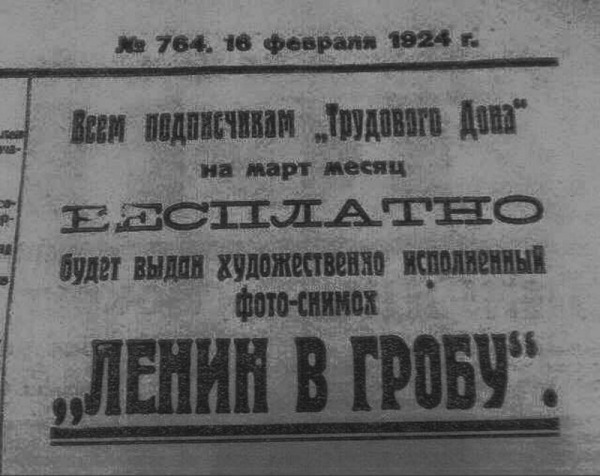 № 764. 16 февраля 1924 г.
Всем подписчикам „Трудового Дона“
на март месяц
БЕСПЛАТНО
будет выдан художественно исполненный
фото-снимок
„ЛЕНИН В ГРОБУ“.